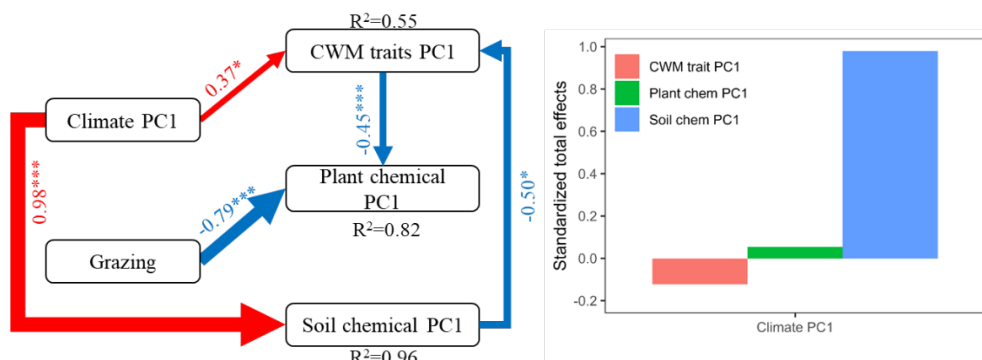 R²=0.55
CWM traits PC1
0.37*
Climate PC1
-0.45***
0.98***
Plant chemical
PC1
R²=0.82
-0.79***
-0.50*
Grazing
Soil chemical PC1
R²=0.96
Standardized total effects
1.0
0.8
0.6
0.4
0.2
0.0
-0.2
CWM trait PC1
Plant chem PC1
Soil chem PC1
Climate PC1